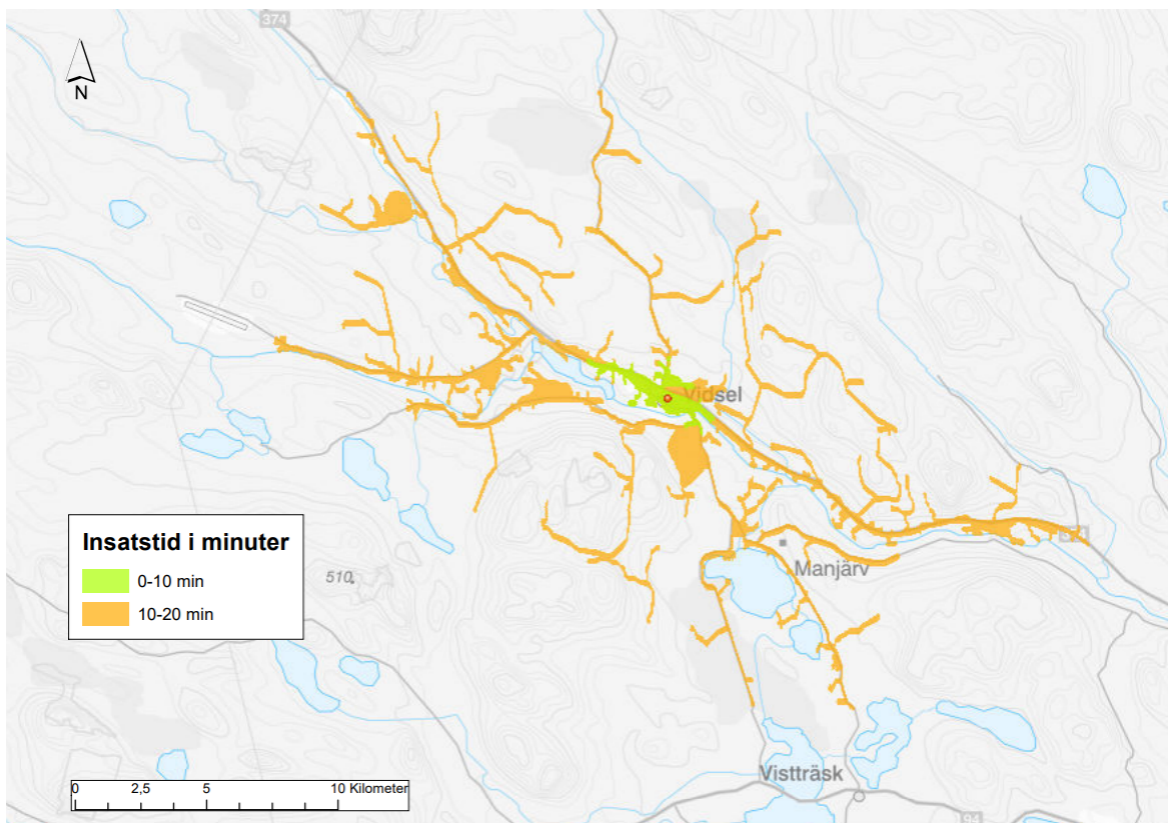 374
N
Vidsel
Insatstid i minuter
0-10 min
10-20 min
510
Manjärv
Vistträsk
94
0 2,5 5 10 Kilometer